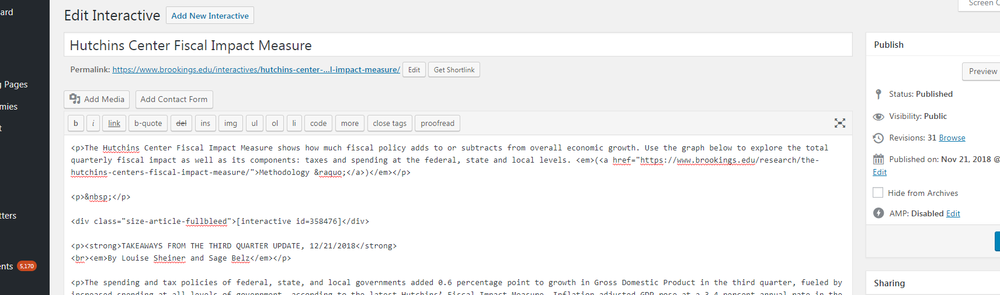 ard
Edit Interactive Add New Interactive
Screen
Hutchins Center Fiscal Impact Measure
Publish
Permalink: https://www.brookings.edu/interactives/hutchins-center-...l-impact-measure/ Edit Get Shortlink
Preview
g Pages
Add Media Add Contact Form
Status: Published
mies
Visibility: Public
b i link b-quote del ins img ul ol li code more close tags proofread
t
Revisions: 31 Browse
<p>The Hutchins Center Fiscal Impact Measure shows how much fiscal policy adds to or subtracts from overall economic growth. Use the graph below to explore the total
quarterly fiscal impact as well as its components: taxes and spending at the federal, state and local levels. <em>(<a href="https://www.brookings.edu/research/the-
hutchins-centers-fiscal-impact-measure/">Methodology &raquo;</a>)</em></p>
Published on: Nov 21, 2018 @
Edit
<p>&nbsp;</p>
Hide from Archives
AMP: Disabled Edit
tters
<div class="size-article-fullbleed">[interactive id=358476]</div>
<p><strong>TAKEAWAYS FROM THE THIRD QUARTER UPDATE, 12/21/2018</strong>
<br><em>By Louise Sheiner and Sage Belz</em></p>
ents 5,170
<p>The spending and tax policies of federal, state, and local governments added 0.6 percentage point to growth in Gross Domestic Product in the third quarter, fueled by
increased spending at all levels of government, according to the latest Hutchins' Fiscal Impact Measure. Inflation-adjusted GDP rose at a 3.4 percent annual rate in the
Sharing